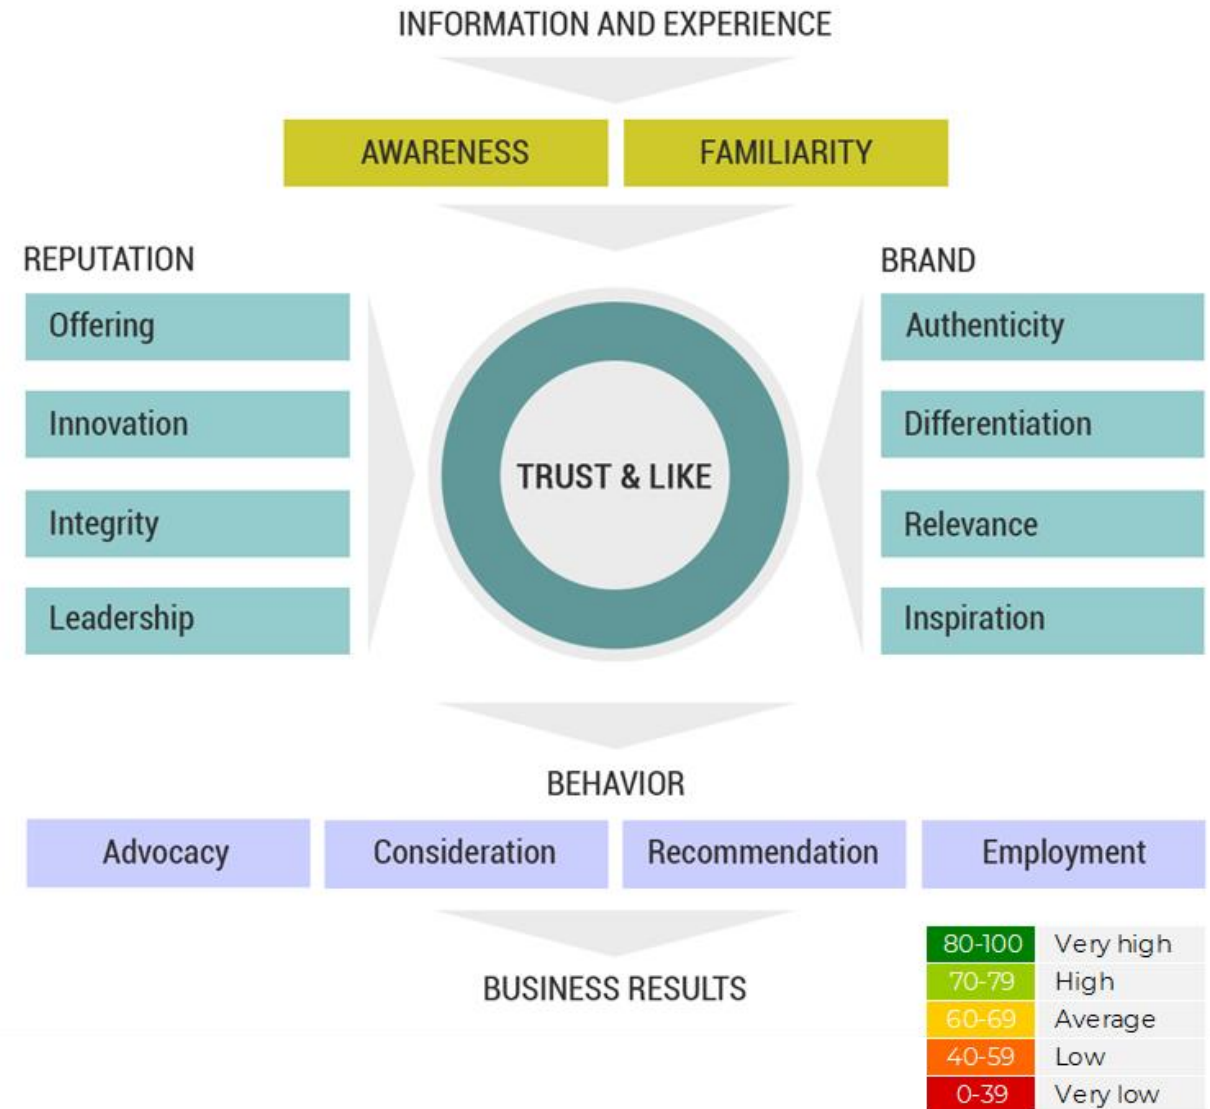 INFORMATION AND EXPERIENCE
AWARENESS
FAMILIARITY
REPUTATION
Offering
Innovation
Integrity
Leadership
TRUST & LIKE
BRAND
Authenticity
Differentiation
Relevance
Inspiration
BEHAVIOR
Advocacy
Consideration
Recommendation
Employment
BUSINESS RESULTS
80-100 Very high
70-79 High
60-69 Average
40-59 Low
0-39 Very low